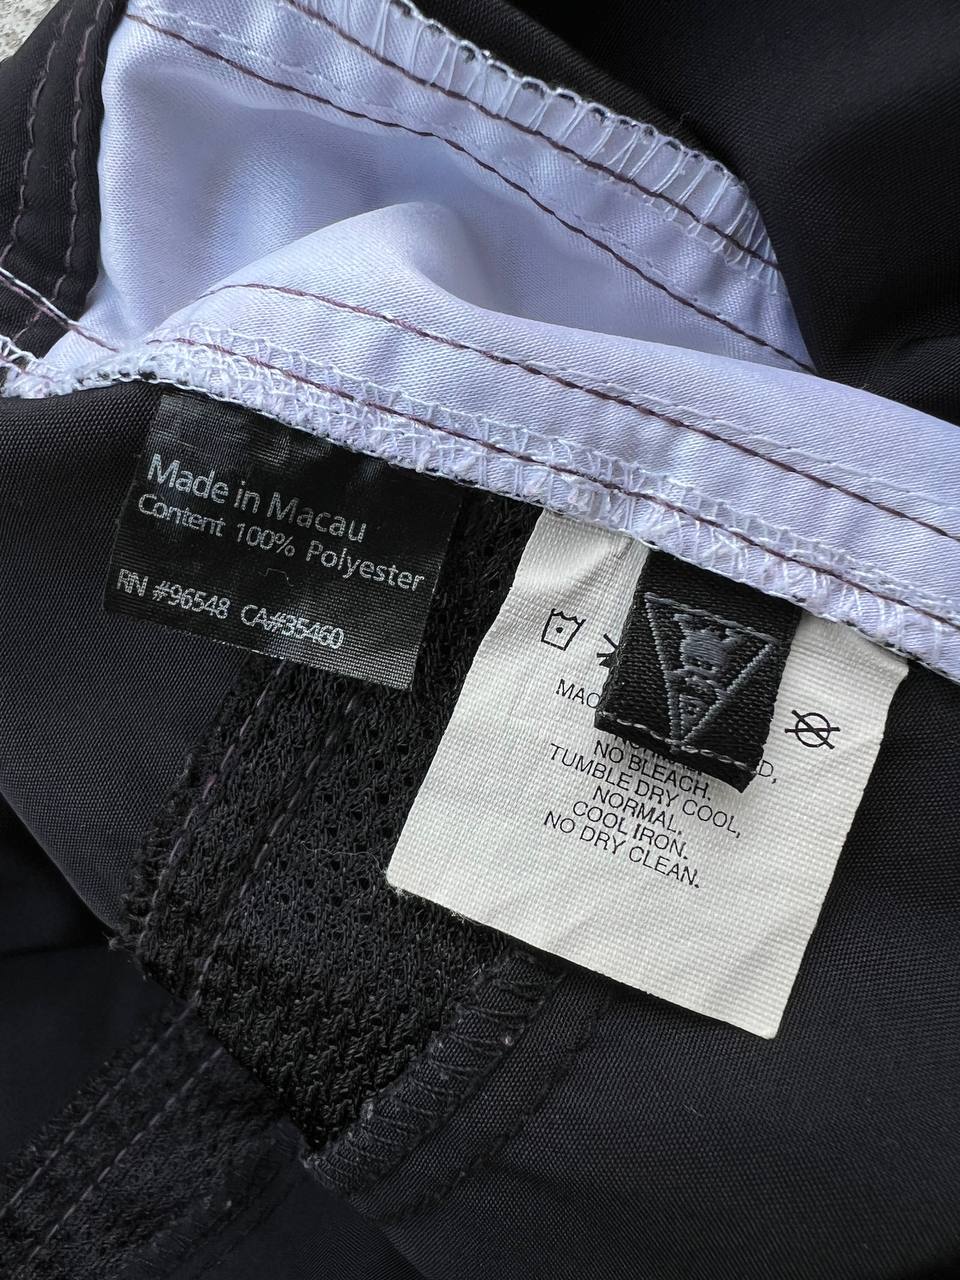 Made in Macau
Content 100% Polyester
RN #96548 CA#35460
NO BLEACH.
TUMBLE DRY COOL,
NORMAL.
COOL IRON.
NO DRY CLEAN.